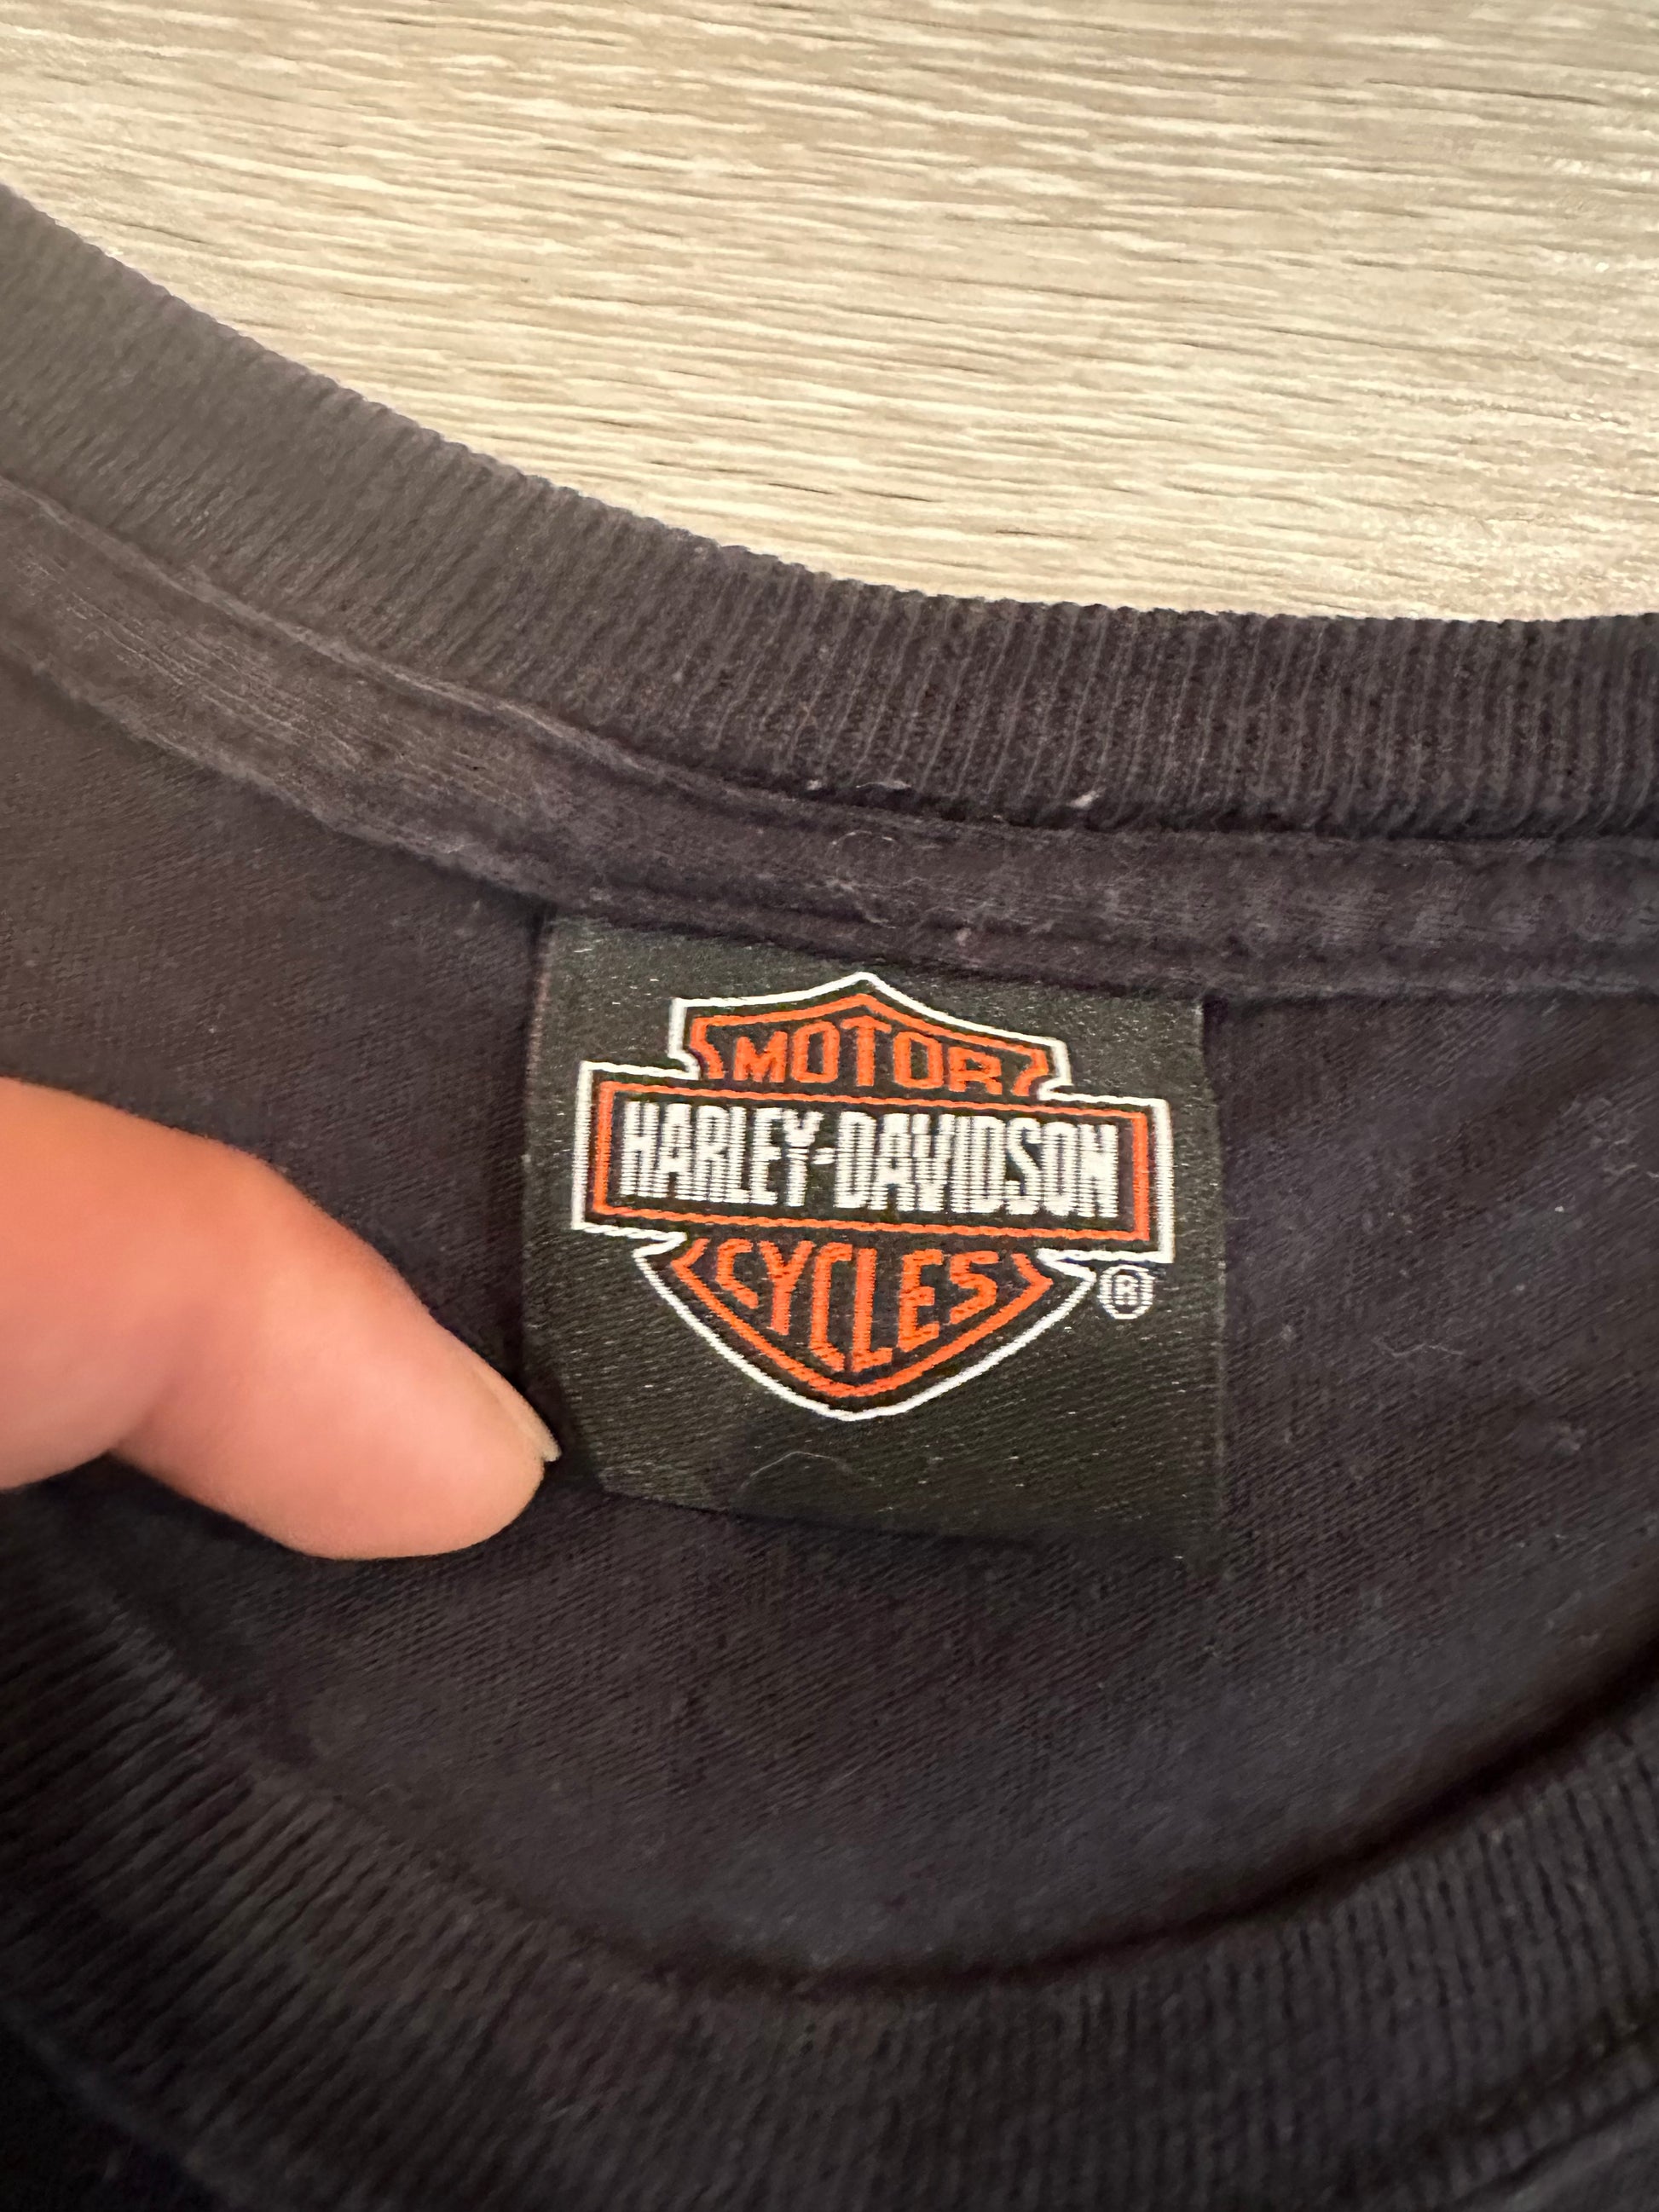 MOTOR
HARLEY-DAVIDSON
CYCLES
®